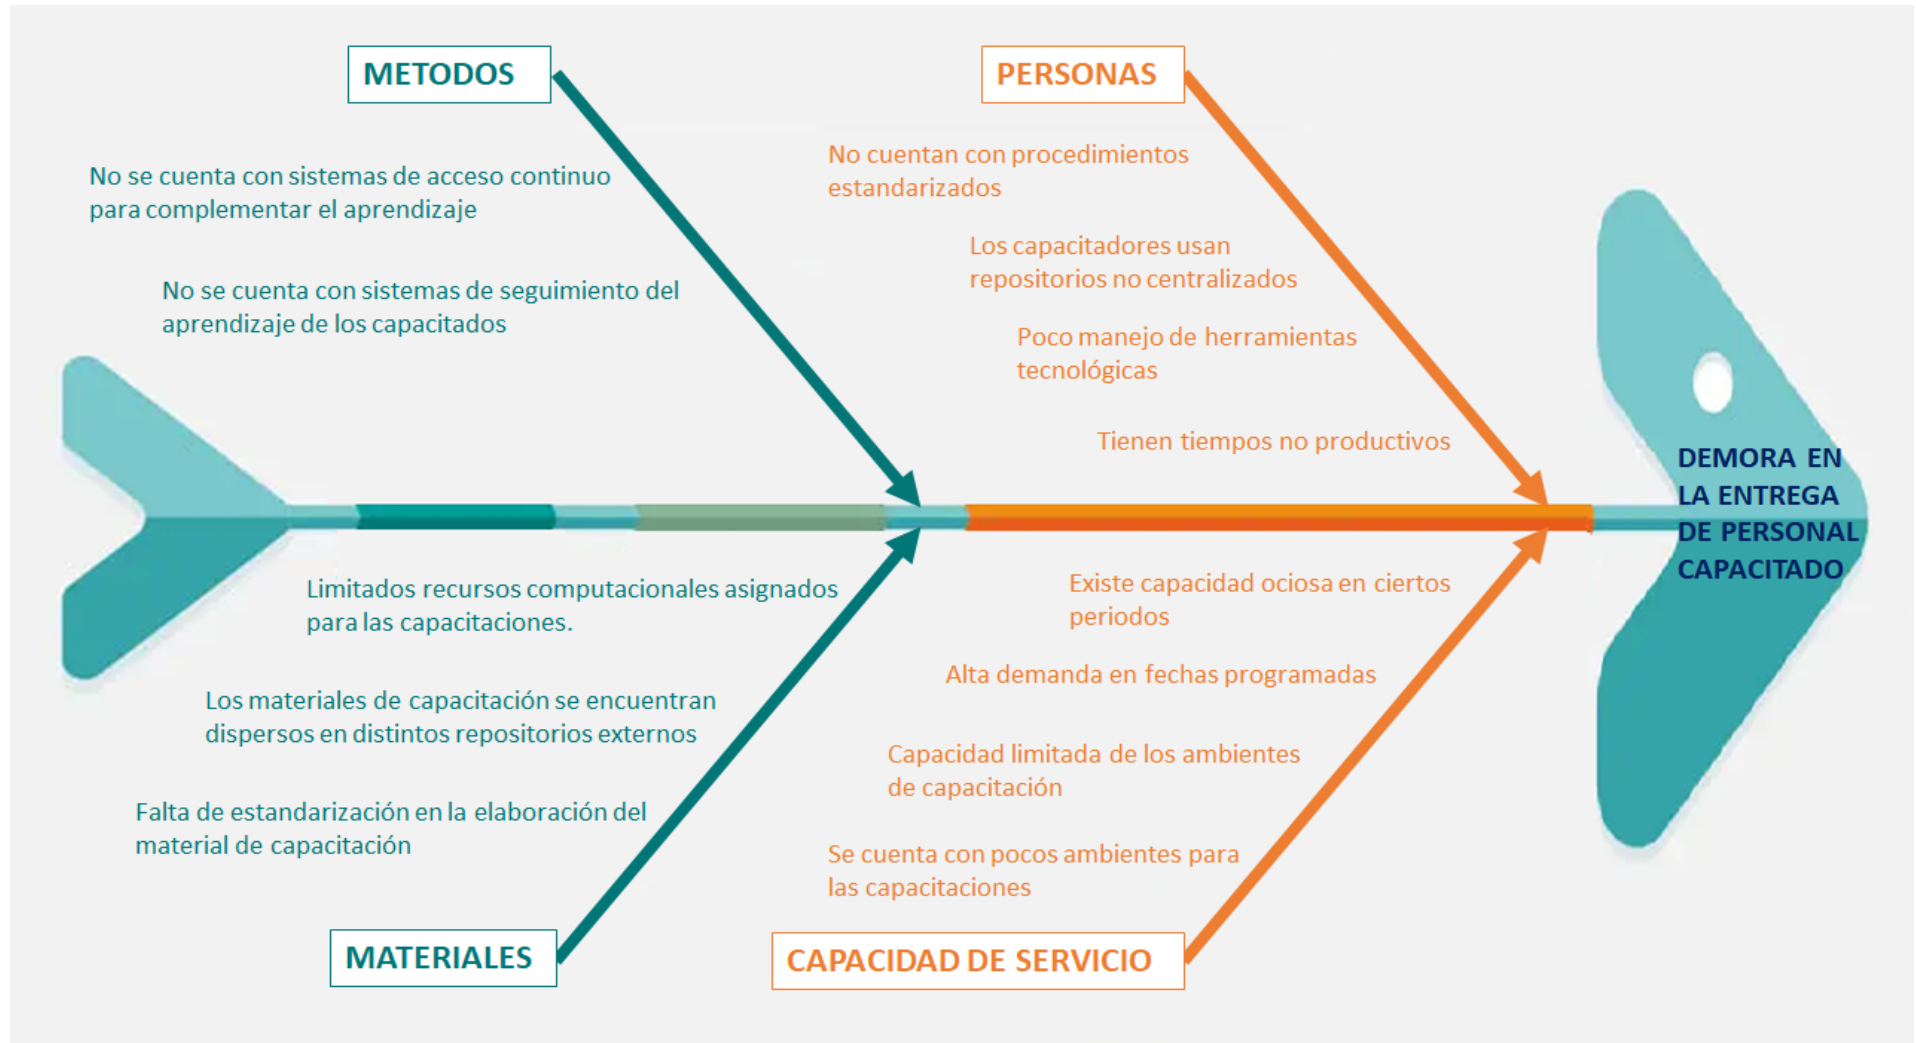 METODOS
No se cuenta con sistemas de acceso continuo
para complementar el aprendizaje
No se cuenta con sistemas de seguimiento del
aprendizaje de los capacitados
PERSONAS
No cuentan con procedimientos
estandarizados
Los capacitadores usan
repositorios no centralizados
Poco manejo de herramientas
tecnológicas
Tienen tiempos no productivos
DEMORA EN
LA ENTREGA
DE PERSONAL
CAPACITADO
Limitados recursos computacionales asignados
para las capacitaciones.
Los materiales de capacitación se encuentran
dispersos en distintos repositorios externos
Falta de estandarización en la elaboración del
material de capacitación
MATERIALES
Existe capacidad ociosa en ciertos
periodos
Alta demanda en fechas programadas
Capacidad limitada de los ambientes
de capacitación
Se cuenta con pocos ambientes para
las capacitaciones
CAPACIDAD DE SERVICIO